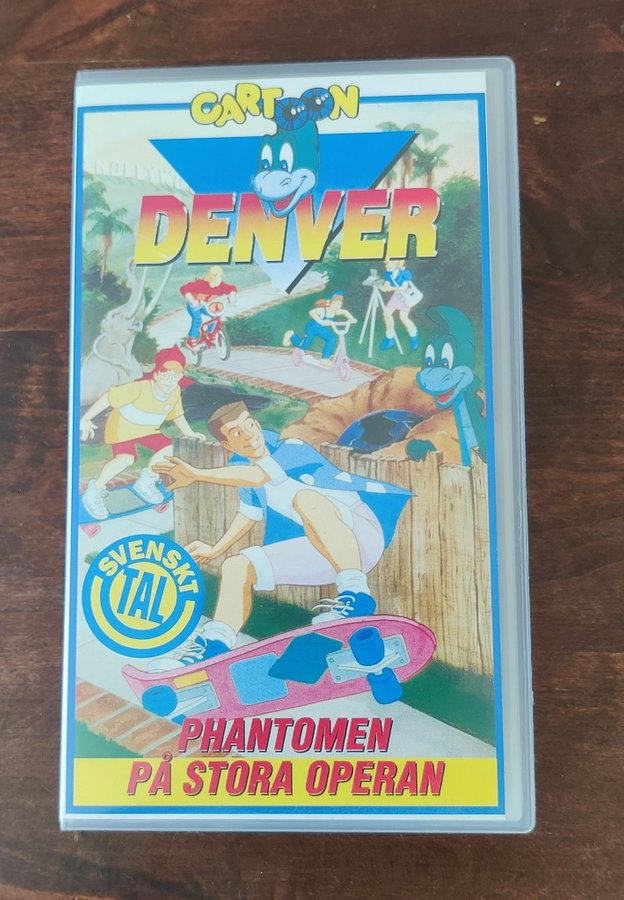 CARTOON
DENVER
SVENSKT
TAL
PHANTOMEN
PÅ STORA OPERAN